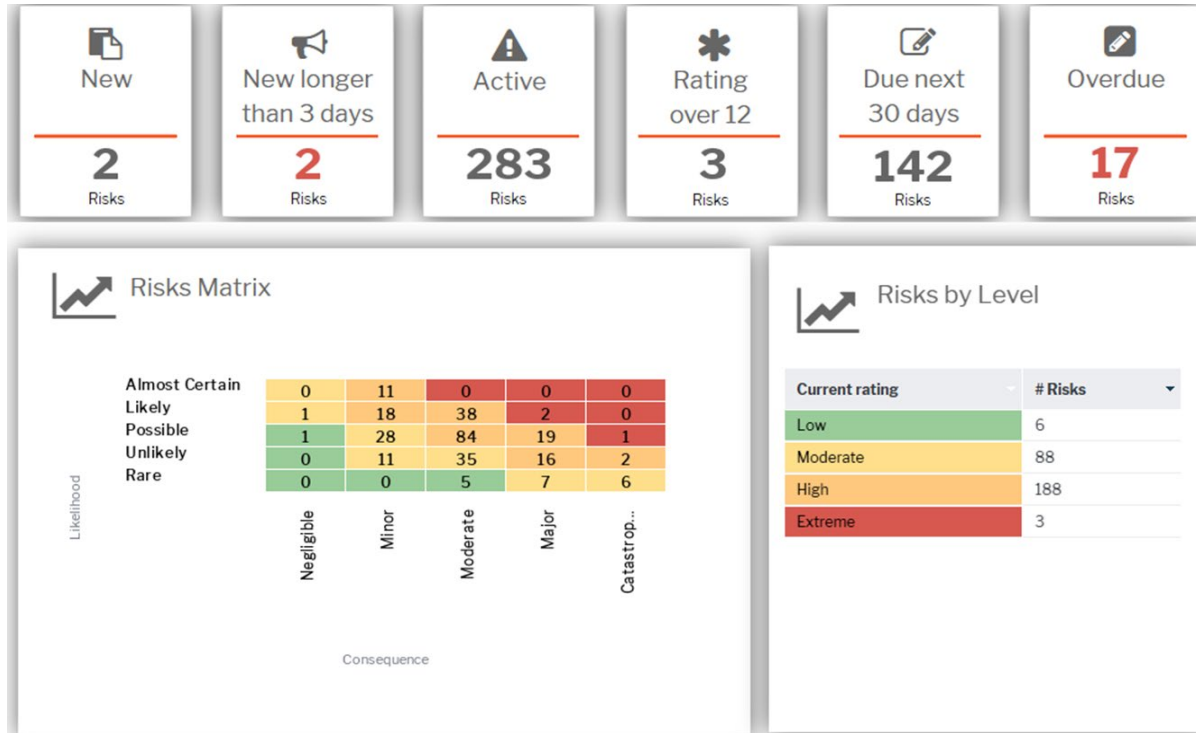 New
2
Risks
New longer
than 3 days
2
Risks
Active
283
Risks
Rating
over 12
3
Risks
Due next
30 days
142
Risks
Overdue
17
Risks
Risks Matrix
Almost Certain 0 11 0 0 0
Likely 1 18 38 2 0
Possible 1 28 84 19 1
Unlikely 0 11 35 16 2
Rare 0 0 5 7 6
Likelihood
Negligible
Minor
Moderate
Major
Catastrop...
Consequence
Risks by Level
Current rating # Risks
Low 6
Moderate 88
High 188
Extreme 3